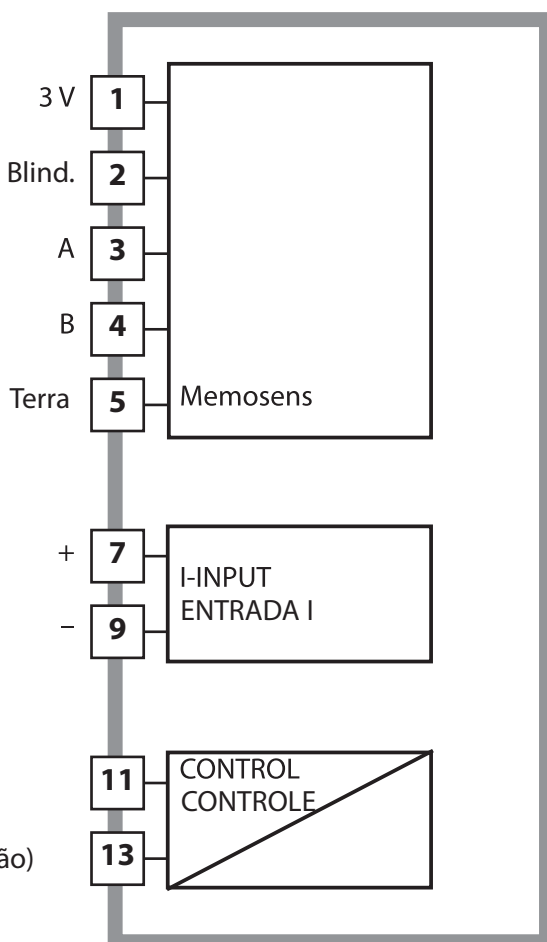 3 V 1
Blind. 2
A 3
B 4
Terra 5 Memosens
+ 7
I-INPUT
ENTRADA I
– 9
11 CONTROL
CONTROLE
13